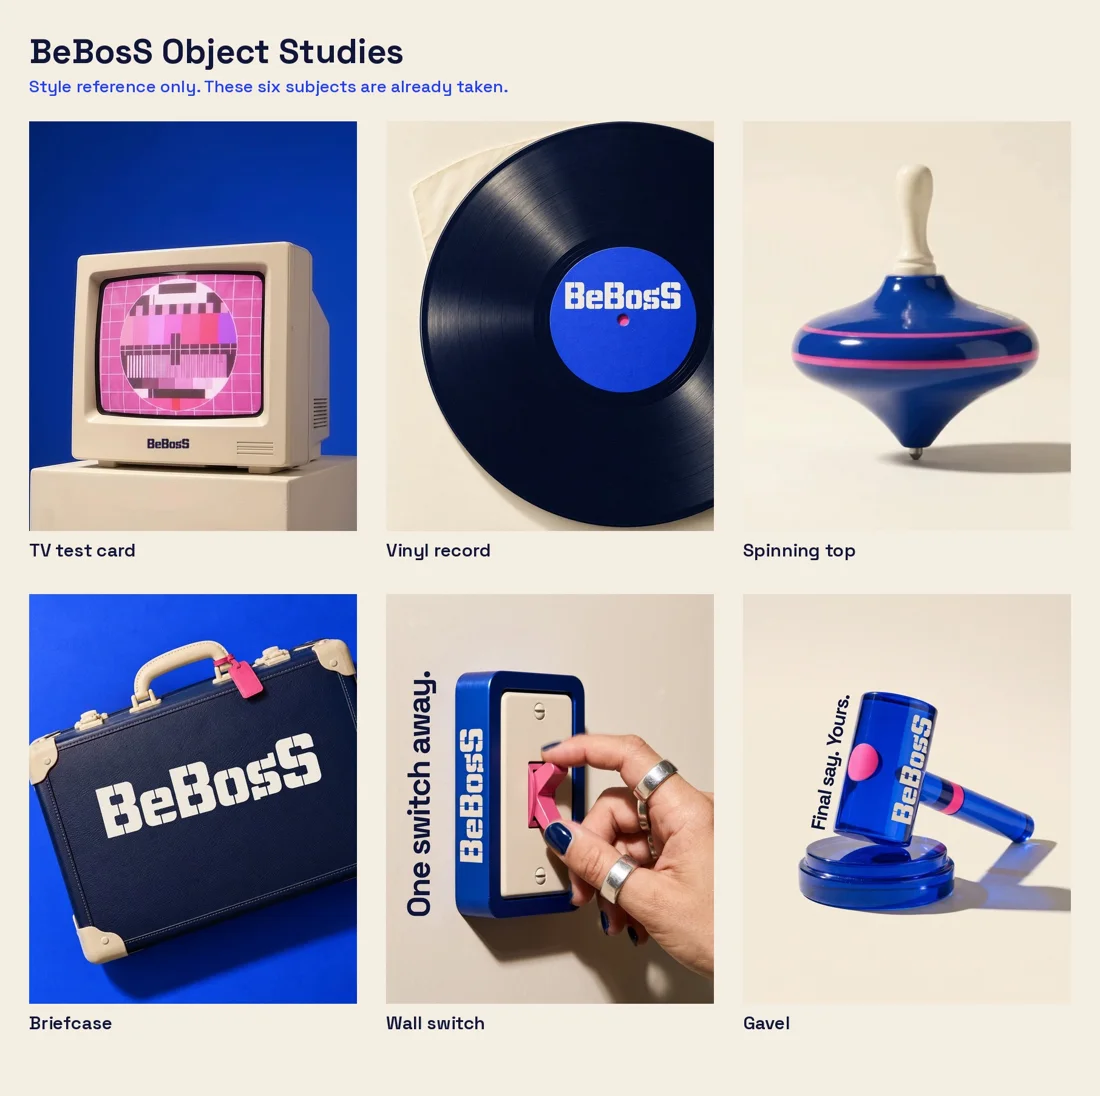 BeBosS Object Studies
Style reference only. These six subjects are already taken.
BeBosS
TV test card
BeBosS
Vinyl record
Spinning top
BeBosS
Briefcase
One switch away.
BeBosS
Wall switch
Final say. Yours.
BeBosS
Gavel